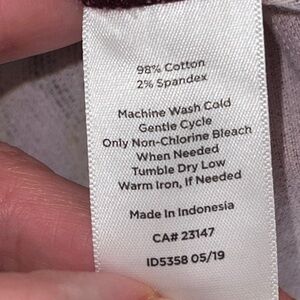 98% Cotton
2% Spandex
Machine Wash Cold
Gentle Cycle
Only Non-Chlorine Bleach
When Needed
Tumble Dry Low
Warm Iron, If Needed
Made In Indonesia
CA# 23147
ID5358 05/19